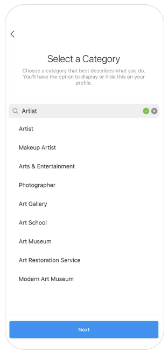 Select a Category
Choose a category that best describes what you do.
You'll have the option to display or hide this on your
profile.
Artist
Artist
Makeup Artist
Arts & Entertainment
Photographer
Art Gallery
Art School
Art Museum
Art Restoration Service
Modern Art Museum
Next